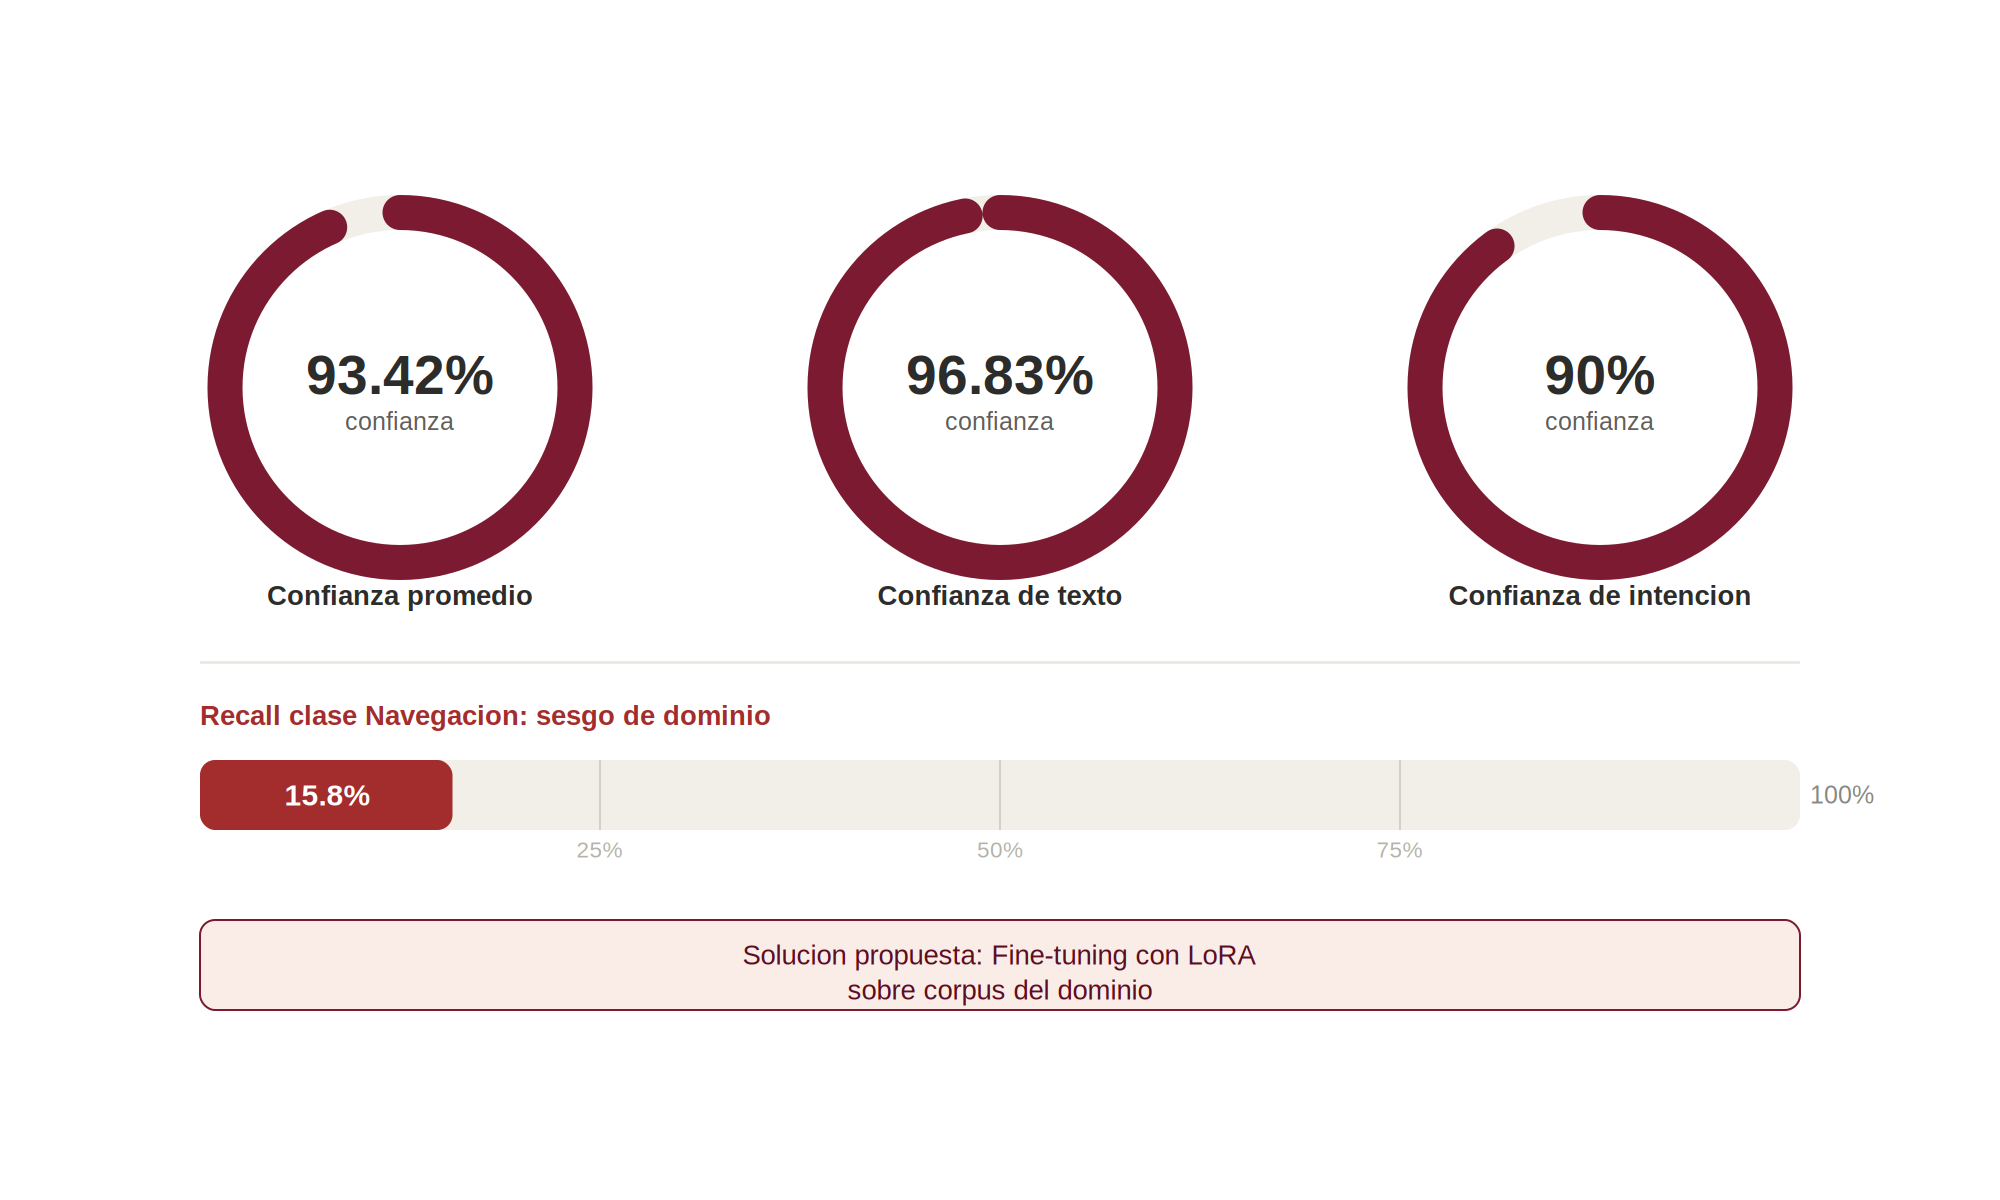 93.42%
confianza
Confianza promedio
96.83%
confianza
Confianza de texto
90%
confianza
Confianza de intencion
Recall clase Navegacion: sesgo de dominio
15.8%
100%
25%
50%
75%
Solucion propuesta: Fine-tuning con LoRA
sobre corpus del dominio